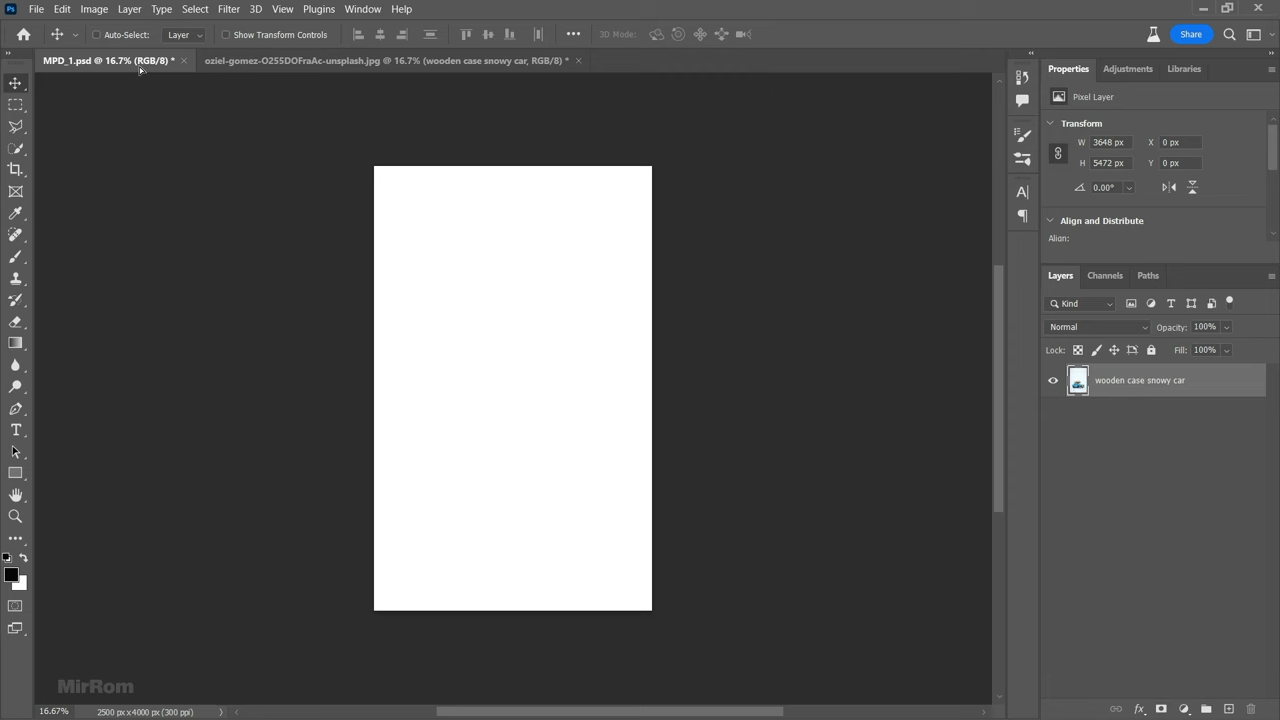 Ps File Edit Image Layer Type Select Filter 3D View Plugins Window Help
Auto-Select: Layer Show Transform Controls 3D Mode: Share
MPD_1.psd @ 16.7% (RGB/8) * oziel-gomez-O255DOFraAc-unsplash.jpg @ 16.7% (wooden case snowy car, RGB/8) *
Properties Adjustments Libraries
Pixel Layer
Transform
W 3648 px X 0 px
H 5472 px Y 0 px
0.00°
Align and Distribute
Align:
Layers Channels Paths
Kind
Normal Opacity: 100%
Lock: Fill: 100%
wooden case snowy car
MirRom
16.67% 2500 px x 4000 px (300 ppi)